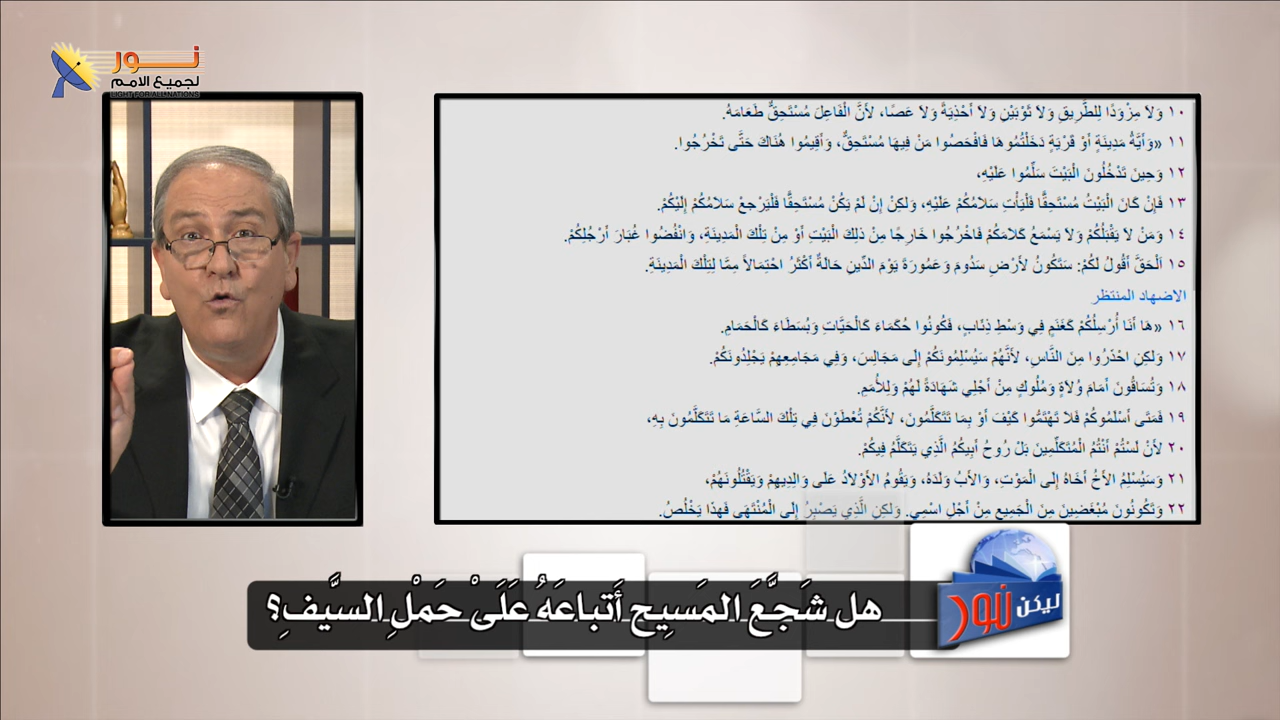 نــور
لجميع الامم
LIGHT FOR ALL NATIONS
١٠ وَلاَ مِزْوَدًا لِلطَّرِيقِ وَلاَ ثَوْبَيْنِ وَلاَ أَحْذِيَةً وَلاَ عَصًا، لأَنَّ الْفَاعِلَ مُسْتَحِقٌ طَعَامَهُ.
١١ «وَأَيَّةُ مَدِينَةٍ أَوْ قَرْيَةٍ دَخَلْتُمُوهَا فَافْحَصُوا مَنْ فِيهَا مُسْتَحِقٌ، وَأَقِيمُوا هُنَاكَ حَتَّى تَخْرُجُوا.
١٢ وَحِينَ تَدْخُلُونَ الْبَيْتَ سَلِّمُوا عَلَيْهِ،
١٣ فَإِنْ كَانَ الْبَيْتُ مُسْتَحِقًا فَلْيَأْتِ سَلاَمُكُمْ عَلَيْهِ، وَلكِنْ إِنْ لَمْ يَكُنْ مُسْتَحِقًا فَلْيَرْجعْ سَلاَمُكُمْ إِلَيْكُمْ.
١٤ وَمَنْ لاَ يَقْبَلُكُمْ وَلاَ يَسْمَعُ كَلاَمَكُمْ فَاخْرُجُوا خَارِجًا مِنْ ذلِكَ الْبَيْتِ أَوْ مِنْ تِلْكَ الْمَدِينَةِ، وَانْفُضُوا غُبَارَ أَرْجُلِكُمْ.
١٥ اَلْحَقَّ أَقُولُ لَكُمْ: سَتَكُونُ لأَرْضِ سَدُومَ وَعَمُورَةَ يَوْمَ الدِّينِ حَالَةٌ أَكْثَرُ احْتِمَالاً مِمَّا لِتِلْكَ الْمَدِينَةِ.
الاضهاد المنتظر
١٦ «هَا أَنَا أُرْسِلُكُمْ كَغَنَمٍ فِي وَسْطِ ذِئَابٍ، فَكُونُوا حُكَمَاءَ كَالْحَيَّاتِ وَبُسَطَاءَ كَالْحَمَامِ.
١٧ وَلكِنِ احْذَرُوا مِنَ النَّاسِ، لأَنَّهُمْ سَيُسْلِمُونَكُمْ إِلَى مَجَالِسَ، وَفِي مَجَامِعِهِمْ يَجْلِدُونَكُمْ.
١٨ وَتُسَاقُونَ أَمَامَ وُلاَةٍ وَمُلُوكٍ مِنْ أَجْلِي شَهَادَةً لَهُمْ وَلِلأُمَمِ.
١٩ فَمَتَى أَسْلَمُوكُمْ فَلاَ تَهْتَمُّوا كَيْفَ أَوْ بِمَا تَتَكَلَّمُونَ، لأَنَّكُمْ تُعْطَوْنَ فِي تِلْكَ السَّاعَةِ مَا تَتَكَلَّمُونَ بِهِ،
٢٠ لأَنْ لَسْتُمْ أَنْتُمُ الْمُتَكَلِّمِينَ بَلْ رُوحُ أَبِيكُمُ الَّذِي يَتَكَلَّمُ فِيكُمْ.
٢١ وَسَيُسْلِمُ الأَخُ أَخَاهُ إِلَى الْمَوْتِ، وَالأَبُ وَلَدَهُ، وَيَقُومُ الأَوْلاَدُ عَلَى وَالِدِيهِمْ وَيَقْتُلُونَهُمْ،
٢٢ وَتَكُونُونَ مُبْغَضِينَ مِنَ الْجَمِيعِ مِنْ أَجْلِ اسْمِي. وَلكِنِ الَّذِي يَصْبِرُ إِلَى الْمُنْتَهَى فَهذَا يَخْلُصُ.
ليكن نور
هل شَجَّعَ المَسِيح أَتباعَهُ عَلَىْ حَمْلِ السيَّفِ؟